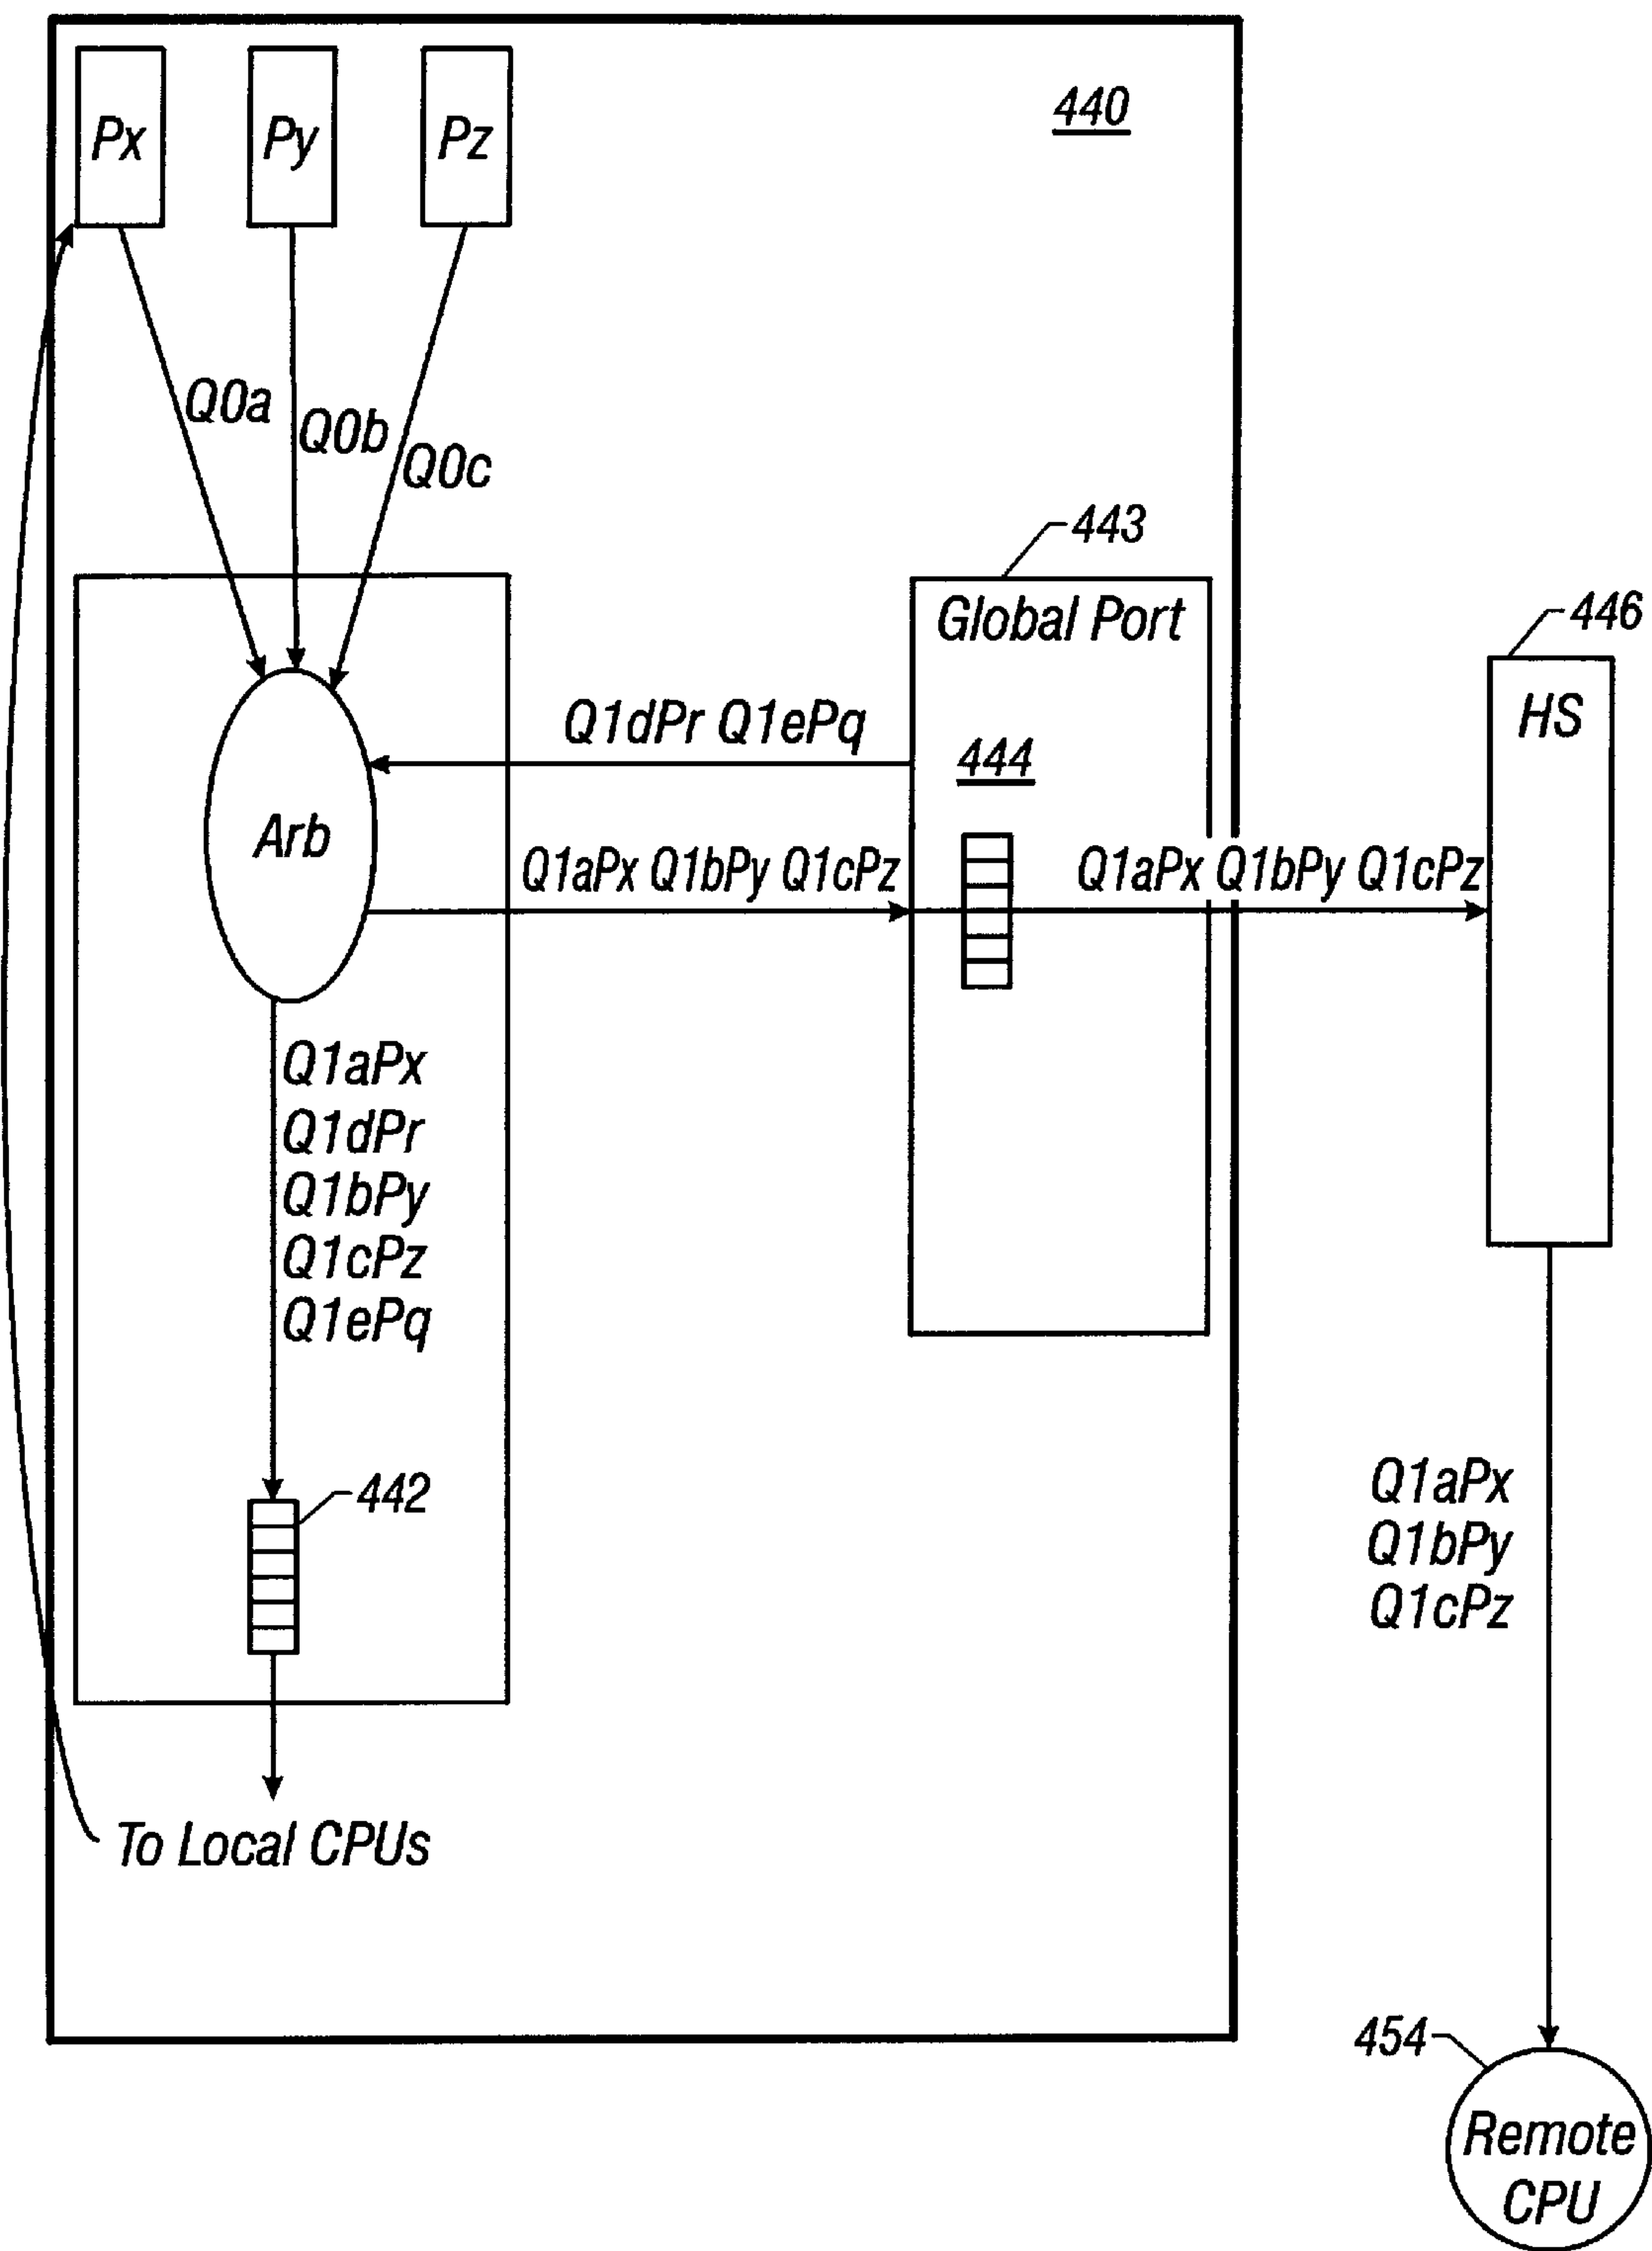 440
Px
Py
Pz
Q0a
Q0b
Q0c
443
Global Port
446
HS
Q1dPr Q1ePq
444
Arb
Q1aPx Q1bPy Q1cPz
Q1aPx Q1bPy Q1cPz
Q1aPx
Q1dPr
Q1bPy
Q1cPz
Q1ePq
442
Q1aPx
Q1bPy
Q1cPz
To Local CPUs
454
Remote
CPU